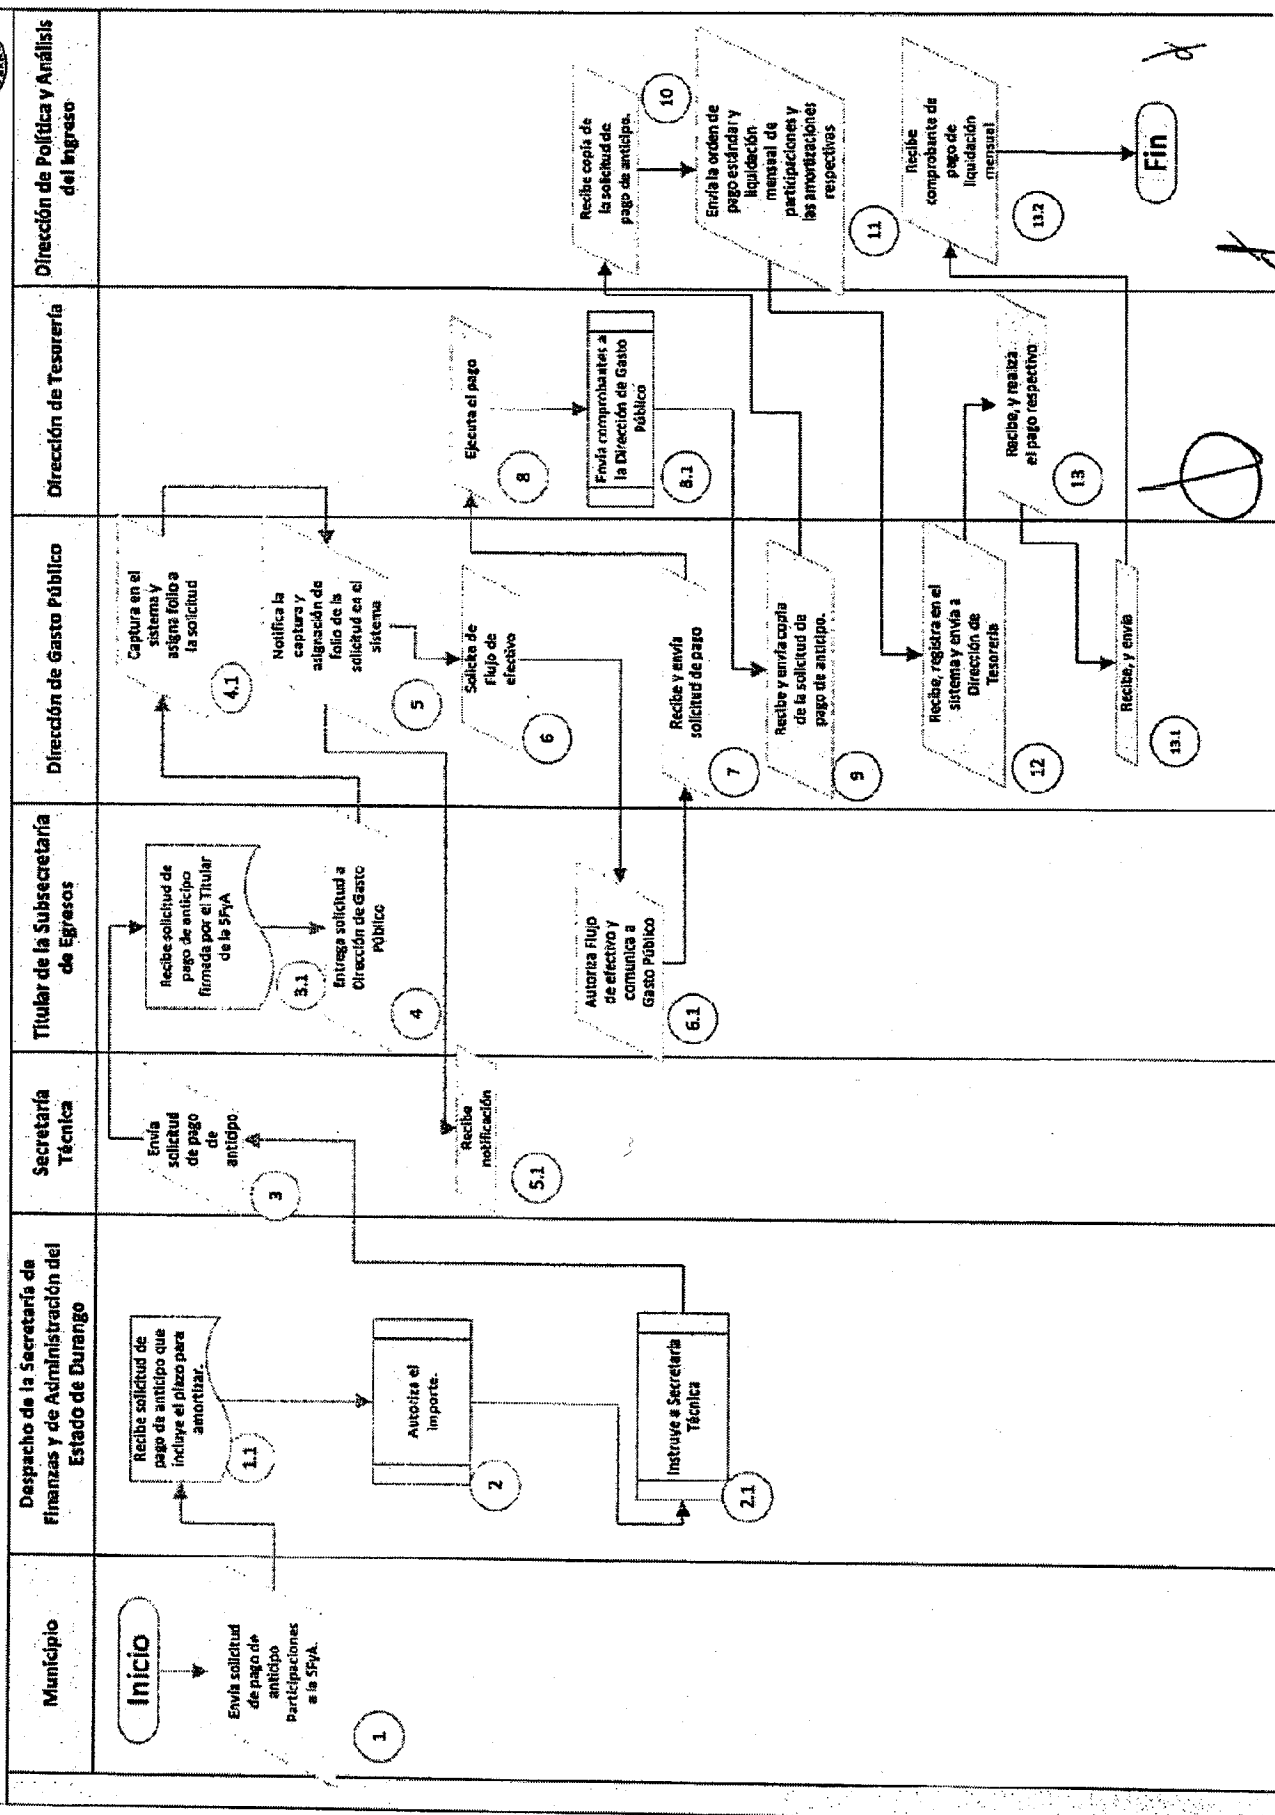 Municipio
Despacho de la Secretaría de
Finanzas y de Administración del
Estado de Durango
Secretaría
Técnica
Titular de la Subsecretaría
de Egresos
Dirección de Gasto Público
Dirección de Tesorería
Dirección de Política y Análisis
del Ingreso
Inicio
Envía solicitud
de pago de
anticipo
Participaciones
a la SFyA.
1
Recibe solicitud de
pago de anticipo que
incluye el plazo para
amortizar.
1.1
Autoriza el
importe.
2
Instruye a Secretaría
Técnica
2.1
Envía
solicitud
de pago
de
anticipo
3
Recibe solicitud de
pago de anticipo
firmada por el Titular
de la SFyA
3.1
Entrega solicitud a
Dirección de Gasto
Público
4
Captura en el
sistema y
asigna folio a
la solicitud
4.1
Notifica la
captura y
asignación de
folio de la
solicitud en el
sistema
5
Recibe
notificación
5.1
Solicita de
Flujo de
efectivo
6
Autoriza Flujo
de efectivo y
comunica a
Gasto Público
6.1
Recibe y envía
solicitud de pago
7
Ejecuta el pago
8
Envía comprobantes a
la Dirección de Gasto
Público
8.1
Recibe y envía copia
de la solicitud de
pago de anticipo.
9
Recibe copia de
la solicitud de
pago de anticipo.
10
Envía la orden de
pago estándar y
liquidación
mensual de
participaciones y
las amortizaciones
respectivas
11
Recibe, registra en el
sistema y envía a
Dirección de
Tesorería
12
Recibe, y realiza
el pago respectivo
13
Recibe, y envía
13.1
Recibe
comprobante de
pago de
liquidación
mensual
13.2
Fin